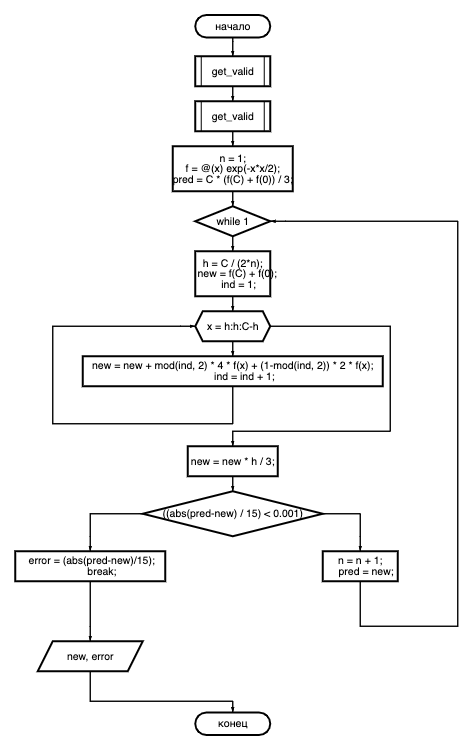 начало
get_valid
get_valid
n = 1;
f = @(x) exp(-x*x/2);
pred = C * (f(C) + f(0)) / 3;
while 1
h = C / (2*n);
new = f(C) + f(0);
ind = 1;
x = h:h:C-h
new = new + mod(ind, 2) * 4 * f(x) + (1-mod(ind, 2)) * 2 * f(x);
ind = ind + 1;
new = new * h / 3;
((abs(pred-new) / 15) < 0.001)
error = (abs(pred-new)/15);
break;
n = n + 1;
pred = new;
new, error
конец